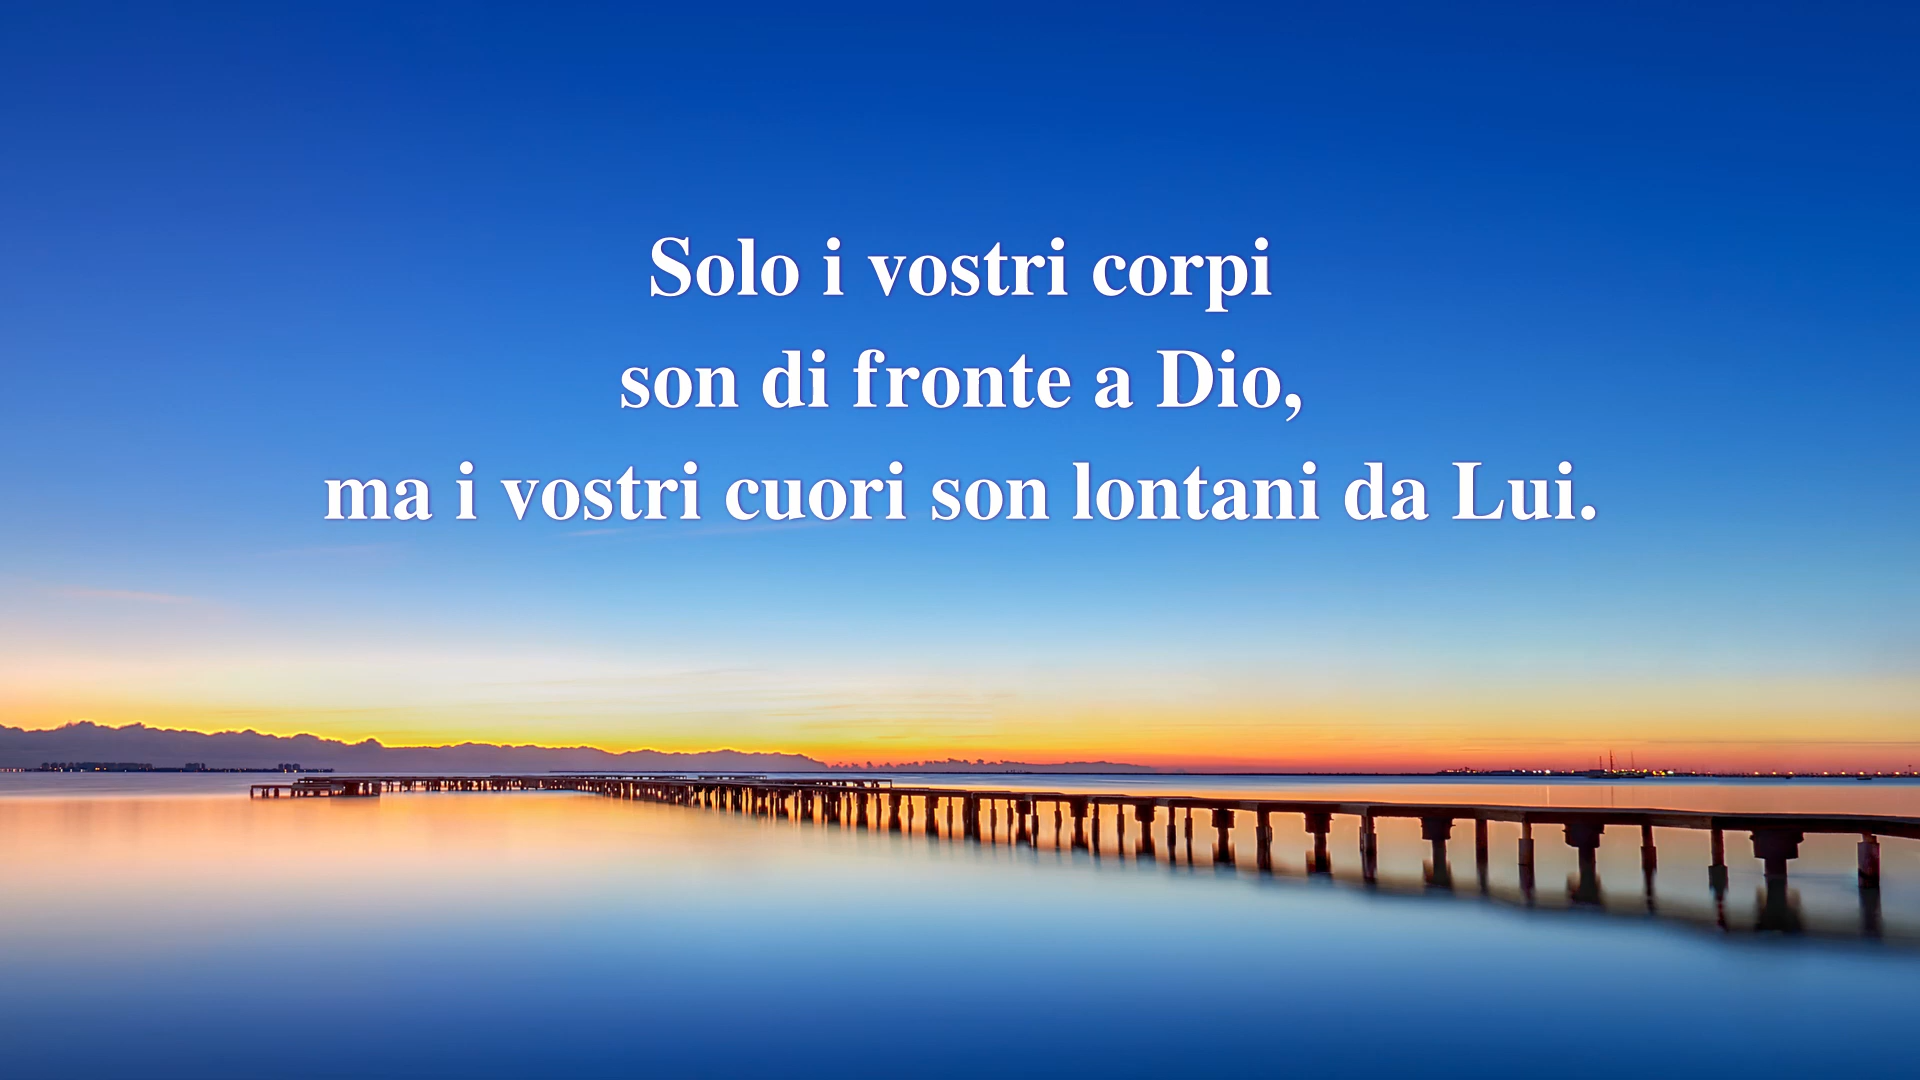 Solo i vostri corpi
son di fronte a Dio,
ma i vostri cuori son lontani da Lui.